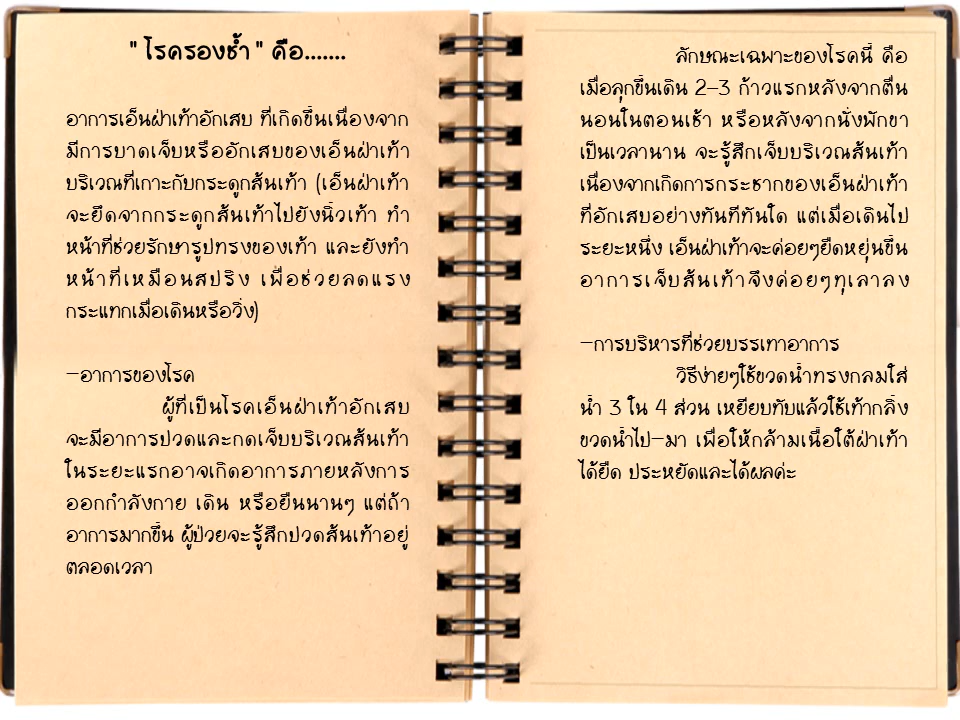 " โรครองช้ำ " คือ.......
อาการเอ็นฝ่าเท้าอักเสบ ที่เกิดขึ้นเนื่องจาก
มีการบาดเจ็บหรืออักเสบของเอ็นฝ่าเท้า
บริเวณที่เกาะกับกระดูกส้นเท้า (เอ็นฝ่าเท้า
จะยึดจากกระดูกส้นเท้าไปยังนิ้วเท้า ทำ
หน้าที่ช่วยรักษารูปทรงของเท้า และยังทำ
หน้าที่เหมือนสปริง เพื่อช่วยลดแรง
กระแทกเมื่อเดินหรือวิ่ง)
-อาการของโรค
ผู้ที่เป็นโรคเอ็นฝ่าเท้าอักเสบ
จะมีอาการปวดและกดเจ็บบริเวณส้นเท้า
ในระยะแรกอาจเกิดอาการภายหลังการ
ออกกำลังกาย เดิน หรือยืนนานๆ แต่ถ้า
อาการมากขึ้น ผู้ป่วยจะรู้สึกปวดส้นเท้าอยู่
ตลอดเวลา
ลักษณะเฉพาะของโรคนี้ คือ
เมื่อลุกขึ้นเดิน 2-3 ก้าวแรกหลังจากตื่น
นอนในตอนเช้า หรือหลังจากนั่งพักขา
เป็นเวลานาน จะรู้สึกเจ็บบริเวณส้นเท้า
เนื่องจากเกิดการกระชากของเอ็นฝ่าเท้า
ที่อักเสบอย่างทันทีทันใด แต่เมื่อเดินไป
ระยะหนึ่ง เอ็นฝ่าเท้าจะค่อยๆยืดหยุ่นขึ้น
อาการเจ็บส้นเท้าจึงค่อยๆทุเลาลง
-การบริหารที่ช่วยบรรเทาอาการ
วิธีง่ายๆใช้ขวดน้ำทรงกลมใส่
น้ำ 3 ใน 4 ส่วน เหยียบทับแล้วใช้เท้ากลิ้ง
ขวดน้ำไป-มา เพื่อให้กล้ามเนื้อใต้ฝ่าเท้า
ได้ยืด ประหยัดและได้ผลค่ะ